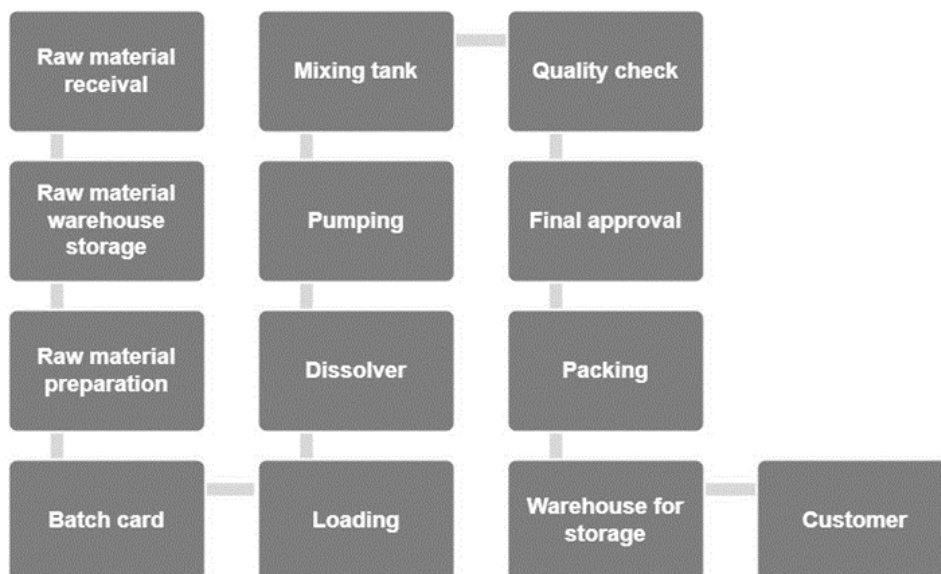 Raw material
receival
Raw material
warehouse
storage
Raw material
preparation
Batch card
Loading
Dissolver
Pumping
Mixing tank
Quality check
Final approval
Packing
Warehouse for
storage
Customer